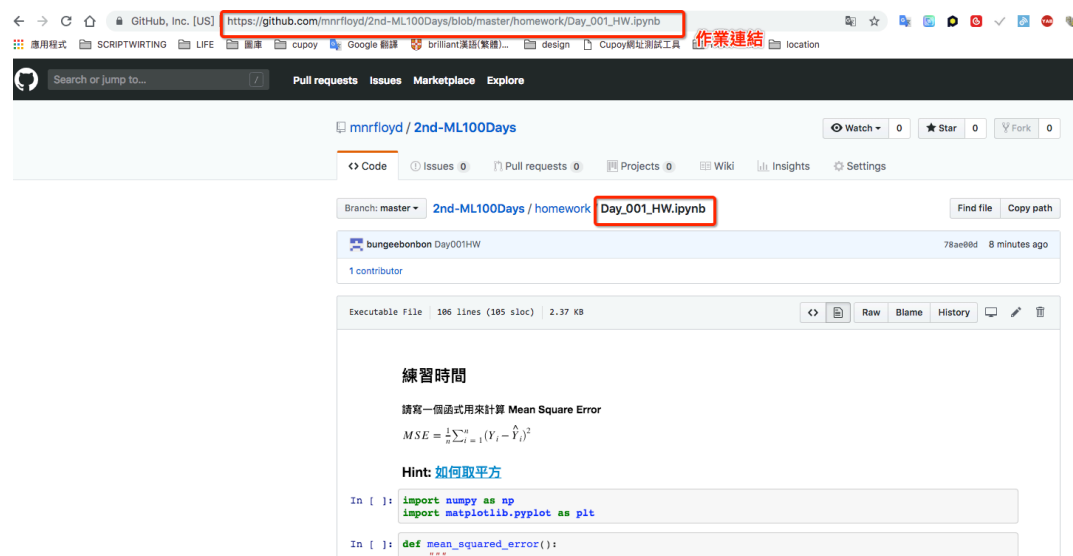 GitHub, Inc. [US] https://github.com/mnrfloyd/2nd-ML100Days/blob/master/homework/Day_001_HW.ipynb
應用程式 SCRIPTWIRTING LIFE 圖庫 cupoy Google 翻譯 brilliant漢語(繁體)... design Cupoy網址測試工具 作業連結 location
Search or jump to... / Pull requests Issues Marketplace Explore
mnrfloyd / 2nd-ML100Days Watch 0 Star 0 Fork 0
Code Issues 0 Pull requests 0 Projects 0 Wiki Insights Settings
Branch: master 2nd-ML100Days / homework / Day_001_HW.ipynb Find file Copy path
bungeebonbon Day001HW 78ae00d 8 minutes ago
1 contributor
Executable File 106 lines (105 sloc) 2.37 KB <> Raw Blame History
練習時間
請寫一個函式用來計算 Mean Square Error
MSE = 1/n ∑ⁿᵢ₌₁ (Yᵢ − Ŷᵢ)²
Hint: 如何取平方
In [ ]: import numpy as np
import matplotlib.pyplot as plt
In [ ]: def mean_squared_error():
"""